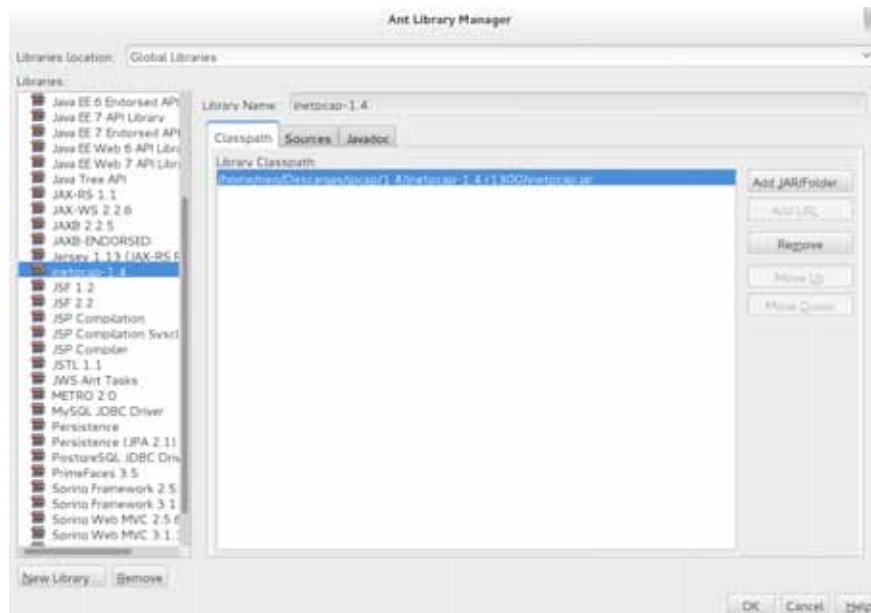 Ant Library Manager
Libraries location: Global Libraries
Libraries:
Java EE 6 Endorsed API
Java EE 7 API Library
Java EE 7 Endorsed API
Java EE Web 6 API Libra
Java EE Web 7 API Libra
Java Tree API
JAX-RS 1.1
JAX-WS 2.2.6
JAXB 2.2.5
JAXB-ENDORSED
Jersey 1.13 (JAX-RS
jnetpcap-1.4
JSF 1.2
JSF 2.2
JSP Compilation
JSP Compilation Syscl
JSP Compiler
JSTL 1.1
JWS Ant Tasks
METRO 2.0
MySQL JDBC Driver
Persistence
Persistence (JPA 2.1)
PostgreSQL JDBC Driv
PrimeFaces 3.5
Spring Framework 2.5
Spring Framework 3.1
Spring Web MVC 2.5.6
Spring Web MVC 3.1.
New Library... Remove
Library Name: jnetpcap-1.4
Classpath Sources Javadoc
Library Classpath:
Add JAR/Folder...
Add URL
Remove
Move Up
Move Down
OK Cancel Help